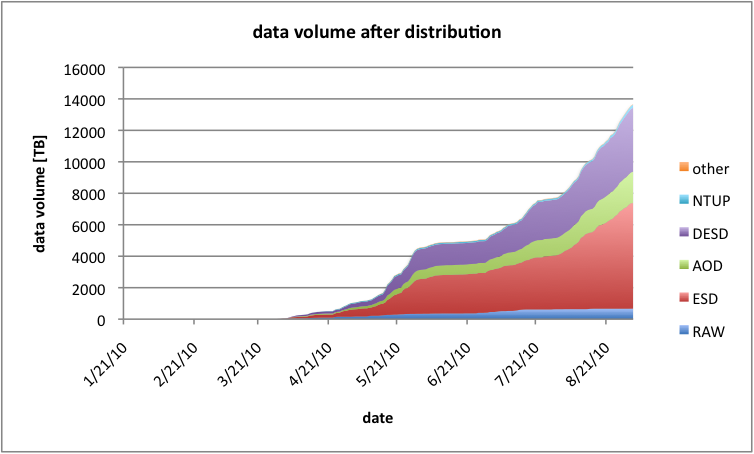 data volume after distribution
16000
14000
12000
10000
8000
6000
4000
2000
0
data volume [TB]
1/21/10
2/21/10
3/21/10
4/21/10
5/21/10
6/21/10
7/21/10
8/21/10
date
other
NTUP
DESD
AOD
ESD
RAW